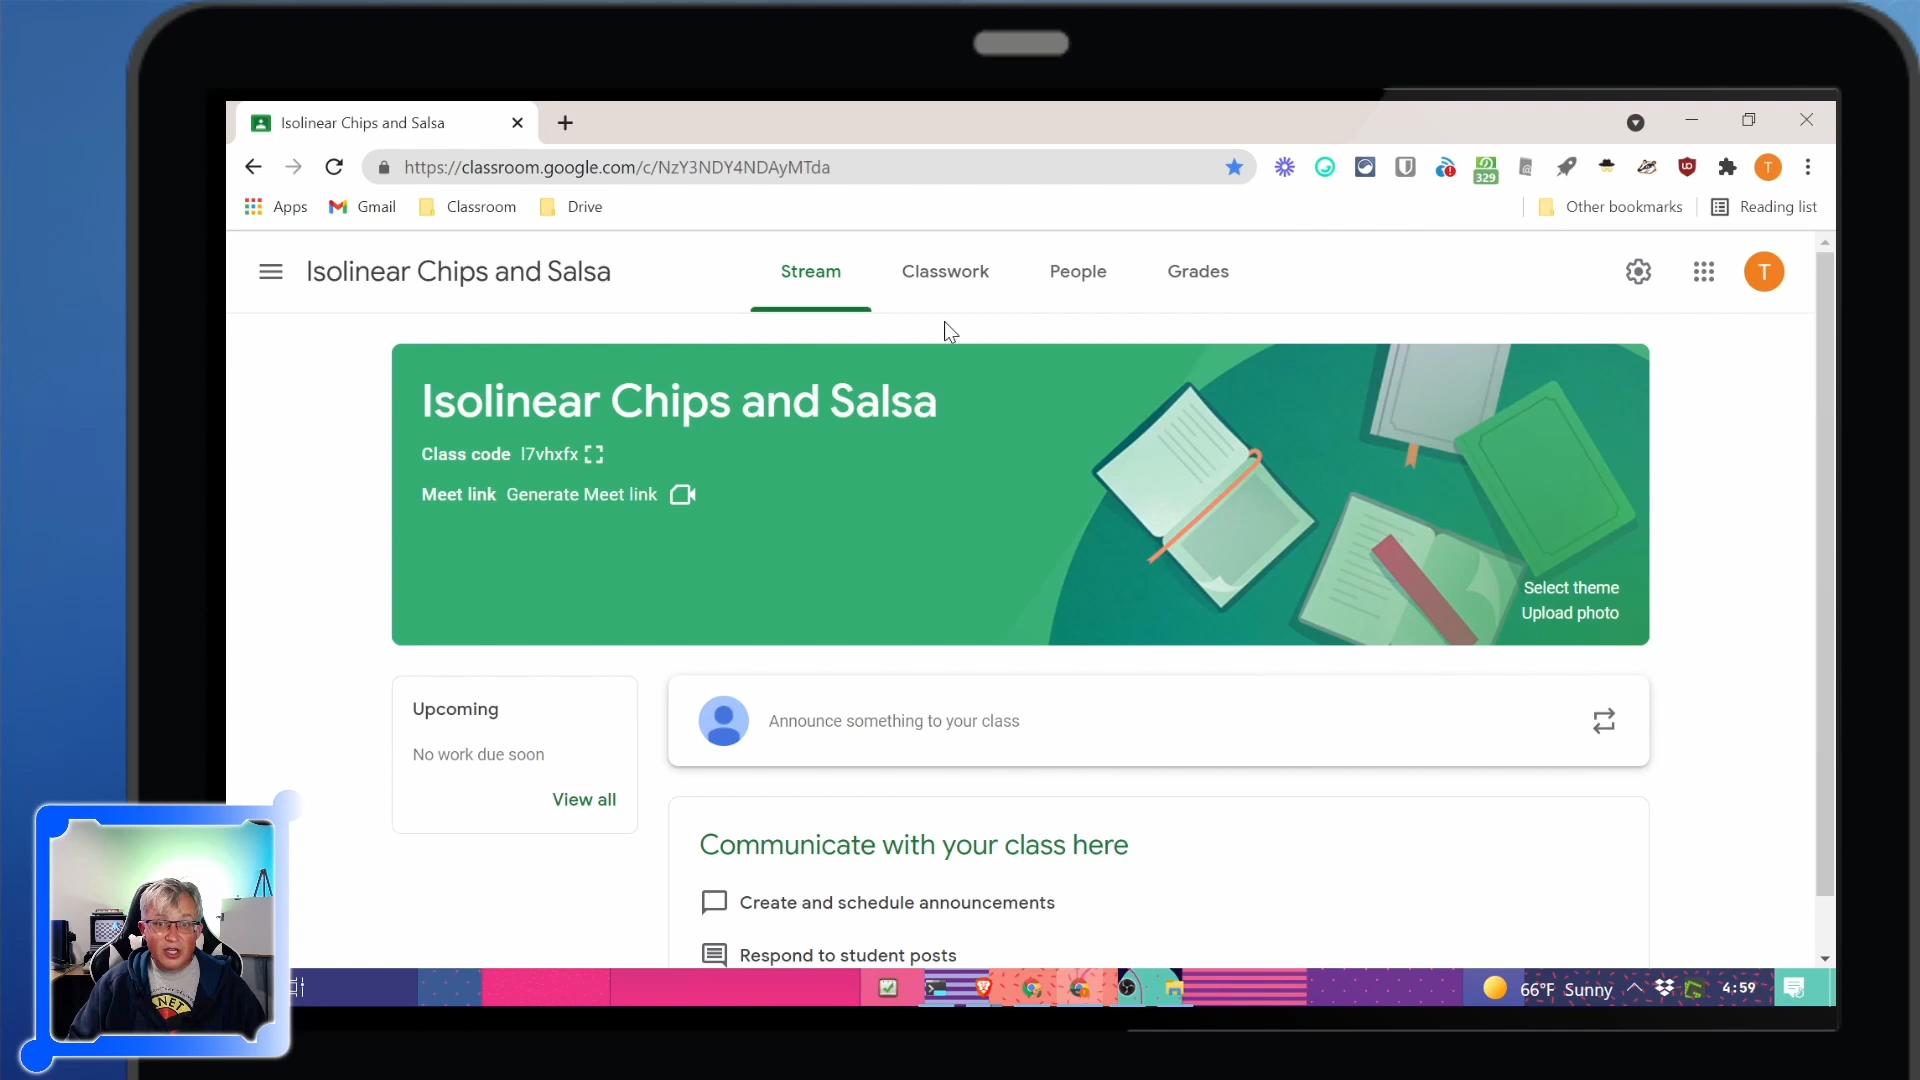 Isolinear Chips and Salsa
https://classroom.google.com/c/NzY3NDY4NDAyMTda
329
T
Apps
Gmail
Classroom
Drive
Other bookmarks
Reading list
Isolinear Chips and Salsa
Stream
Classwork
People
Grades
T
Isolinear Chips and Salsa
Class code l7vhxfx
Meet link Generate Meet link
Select theme
Upload photo
Upcoming
No work due soon
View all
Announce something to your class
Communicate with your class here
Create and schedule announcements
Respond to student posts
66°F Sunny
4:59